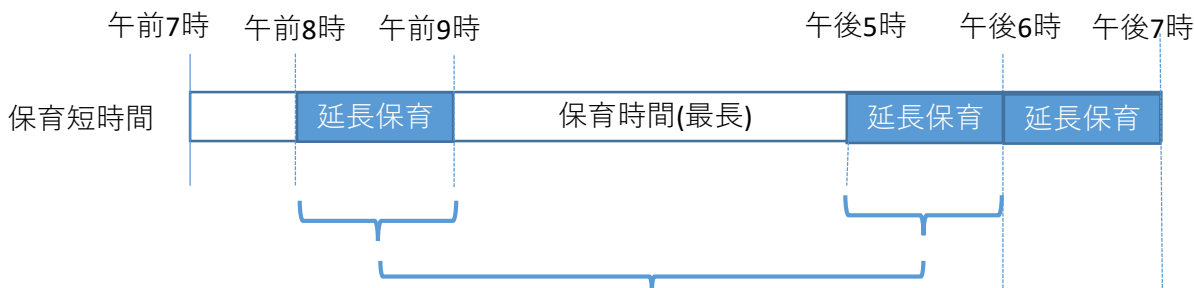 午前7時 午前8時 午前9時 午後5時 午後6時 午後7時
保育短時間 延長保育 保育時間(最長) 延長保育 延長保育